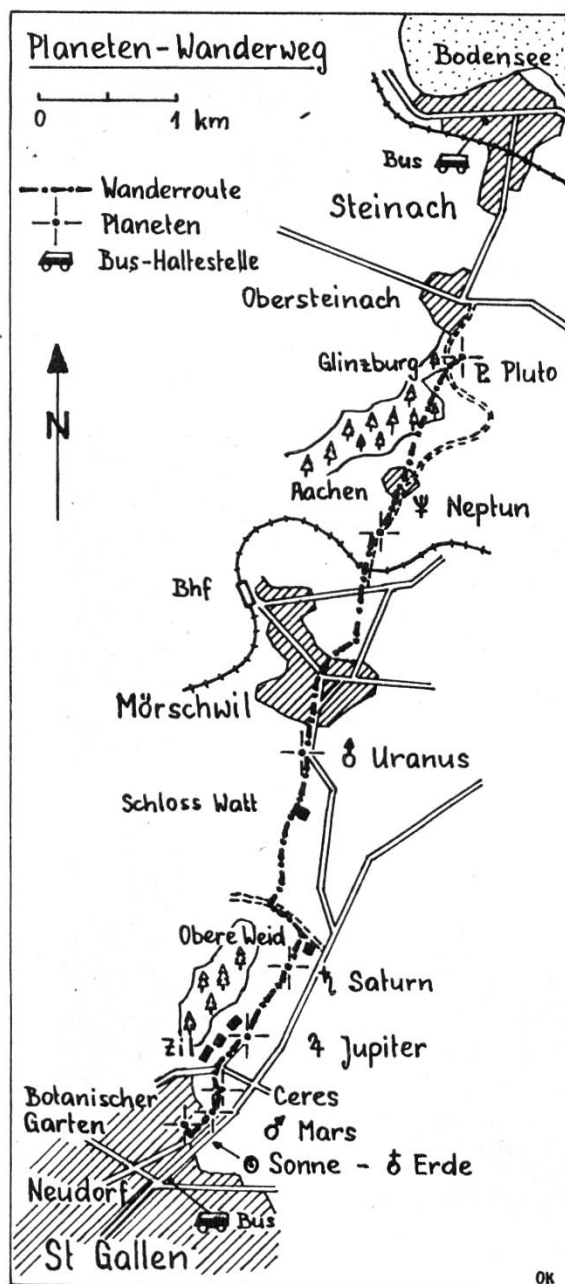 Planeten-Wanderweg
0 1 km
Wanderroute
Planeten
Bus-Haltestelle
N
Bodensee
Bus
Steinach
Obersteinach
Glinzburg
♇ Pluto
Aachen
♆ Neptun
Bhf
Mörschwil
⛢ Uranus
Schloss Watt
Obere Weid
♄ Saturn
Zil
♃ Jupiter
Botanischer
Garten
Ceres
♂ Mars
☉ Sonne - ♁ Erde
Neudorf
Bus
St Gallen
OK